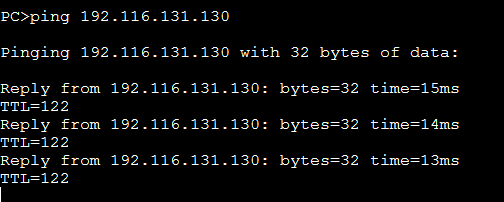 PC>ping 192.116.131.130
Pinging 192.116.131.130 with 32 bytes of data:
Reply from 192.116.131.130: bytes=32 time=15ms
TTL=122
Reply from 192.116.131.130: bytes=32 time=14ms
TTL=122
Reply from 192.116.131.130: bytes=32 time=13ms
TTL=122